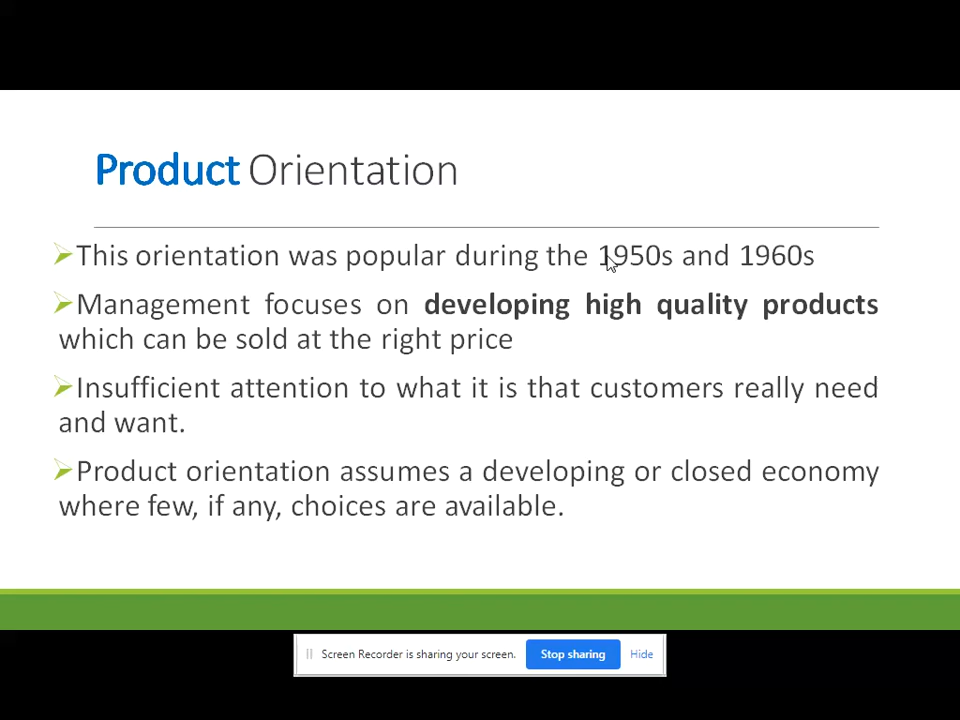 Product Orientation
➢This orientation was popular during the 1950s and 1960s
➢Management focuses on developing high quality products
which can be sold at the right price
➢Insufficient attention to what it is that customers really need
and want.
➢Product orientation assumes a developing or closed economy
where few, if any, choices are available.
Screen Recorder is sharing your screen. Stop sharing Hide